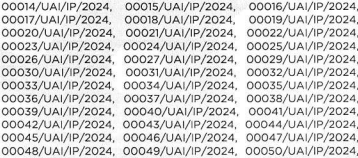 00014/UAI/IP/2024, 00015/UAI/IP/2024, 00016/UAI/IP/2024,
00017/UAI/IP/2024, 00018/UAI/IP/2024, 00019/UAI/IP/2024,
00020/UAI/IP/2024, 00021/UAI/IP/2024, 00022/UAI/IP/2024,
00023/UAI/IP/2024, 00024/UAI/IP/2024, 00025/UAI/IP/2024,
00026/UAI/IP/2024, 00027/UAI/IP/2024, 00029/UAI/IP/2024,
00030/UAI/IP/2024, 00031/UAI/IP/2024, 00032/UAI/IP/2024,
00033/UAI/IP/2024, 00034/UAI/IP/2024, 00035/UAI/IP/2024,
00036/UAI/IP/2024, 00037/UAI/IP/2024, 00038/UAI/IP/2024,
00039/UAI/IP/2024, 00040/UAI/IP/2024, 00041/UAI/IP/2024,
00042/UAI/IP/2024, 00043/UAI/IP/2024, 00044/UAI/IP/2024,
00045/UAI/IP/2024, 00046/UAI/IP/2024, 00047/UAI/IP/2024,
00048/UAI/IP/2024, 00049/UAI/IP/2024, 00050/UAI/IP/2024,